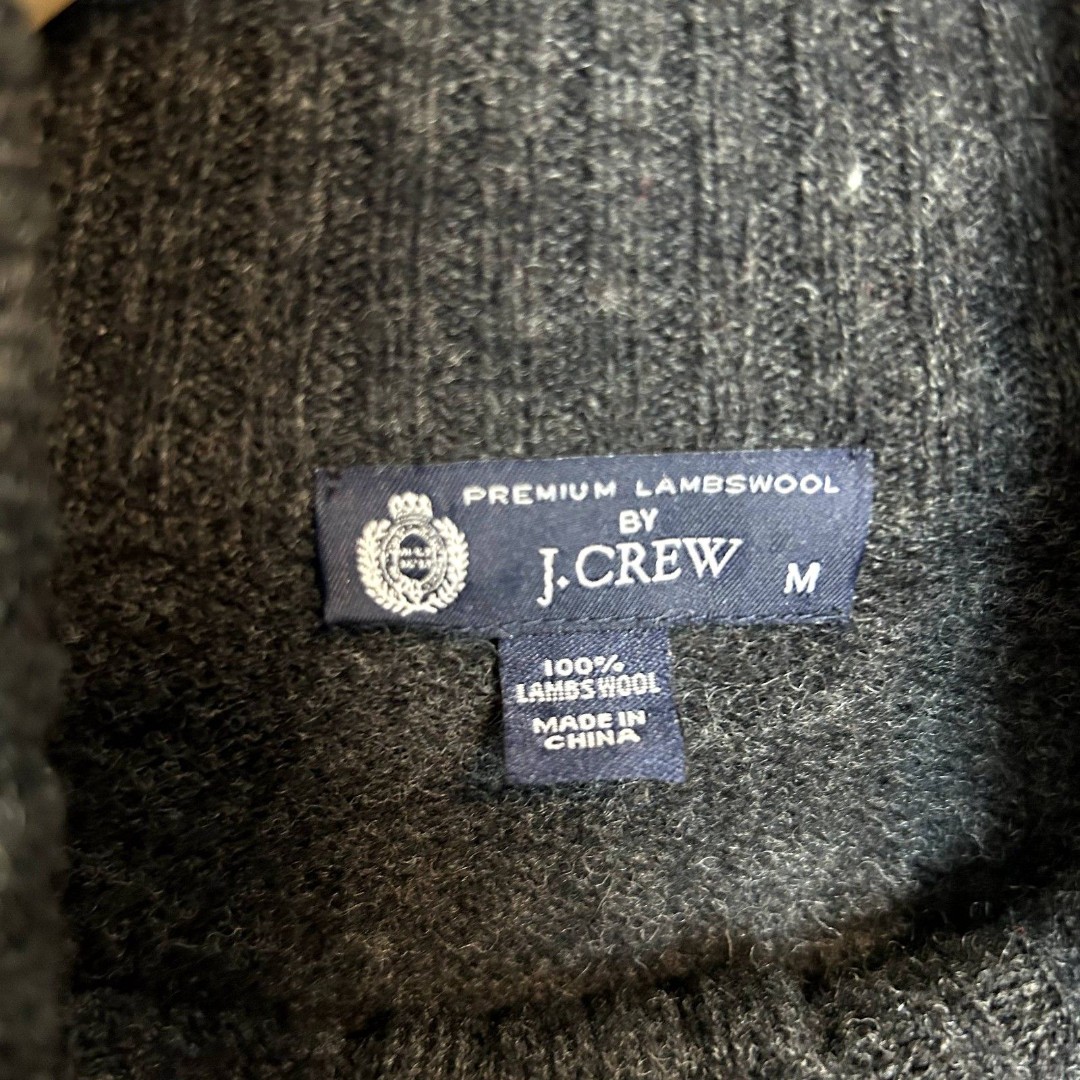 PREMIUM LAMBSWOOL
BY
J.CREW
M
100%
LAMBSWOOL
MADE IN
CHINA